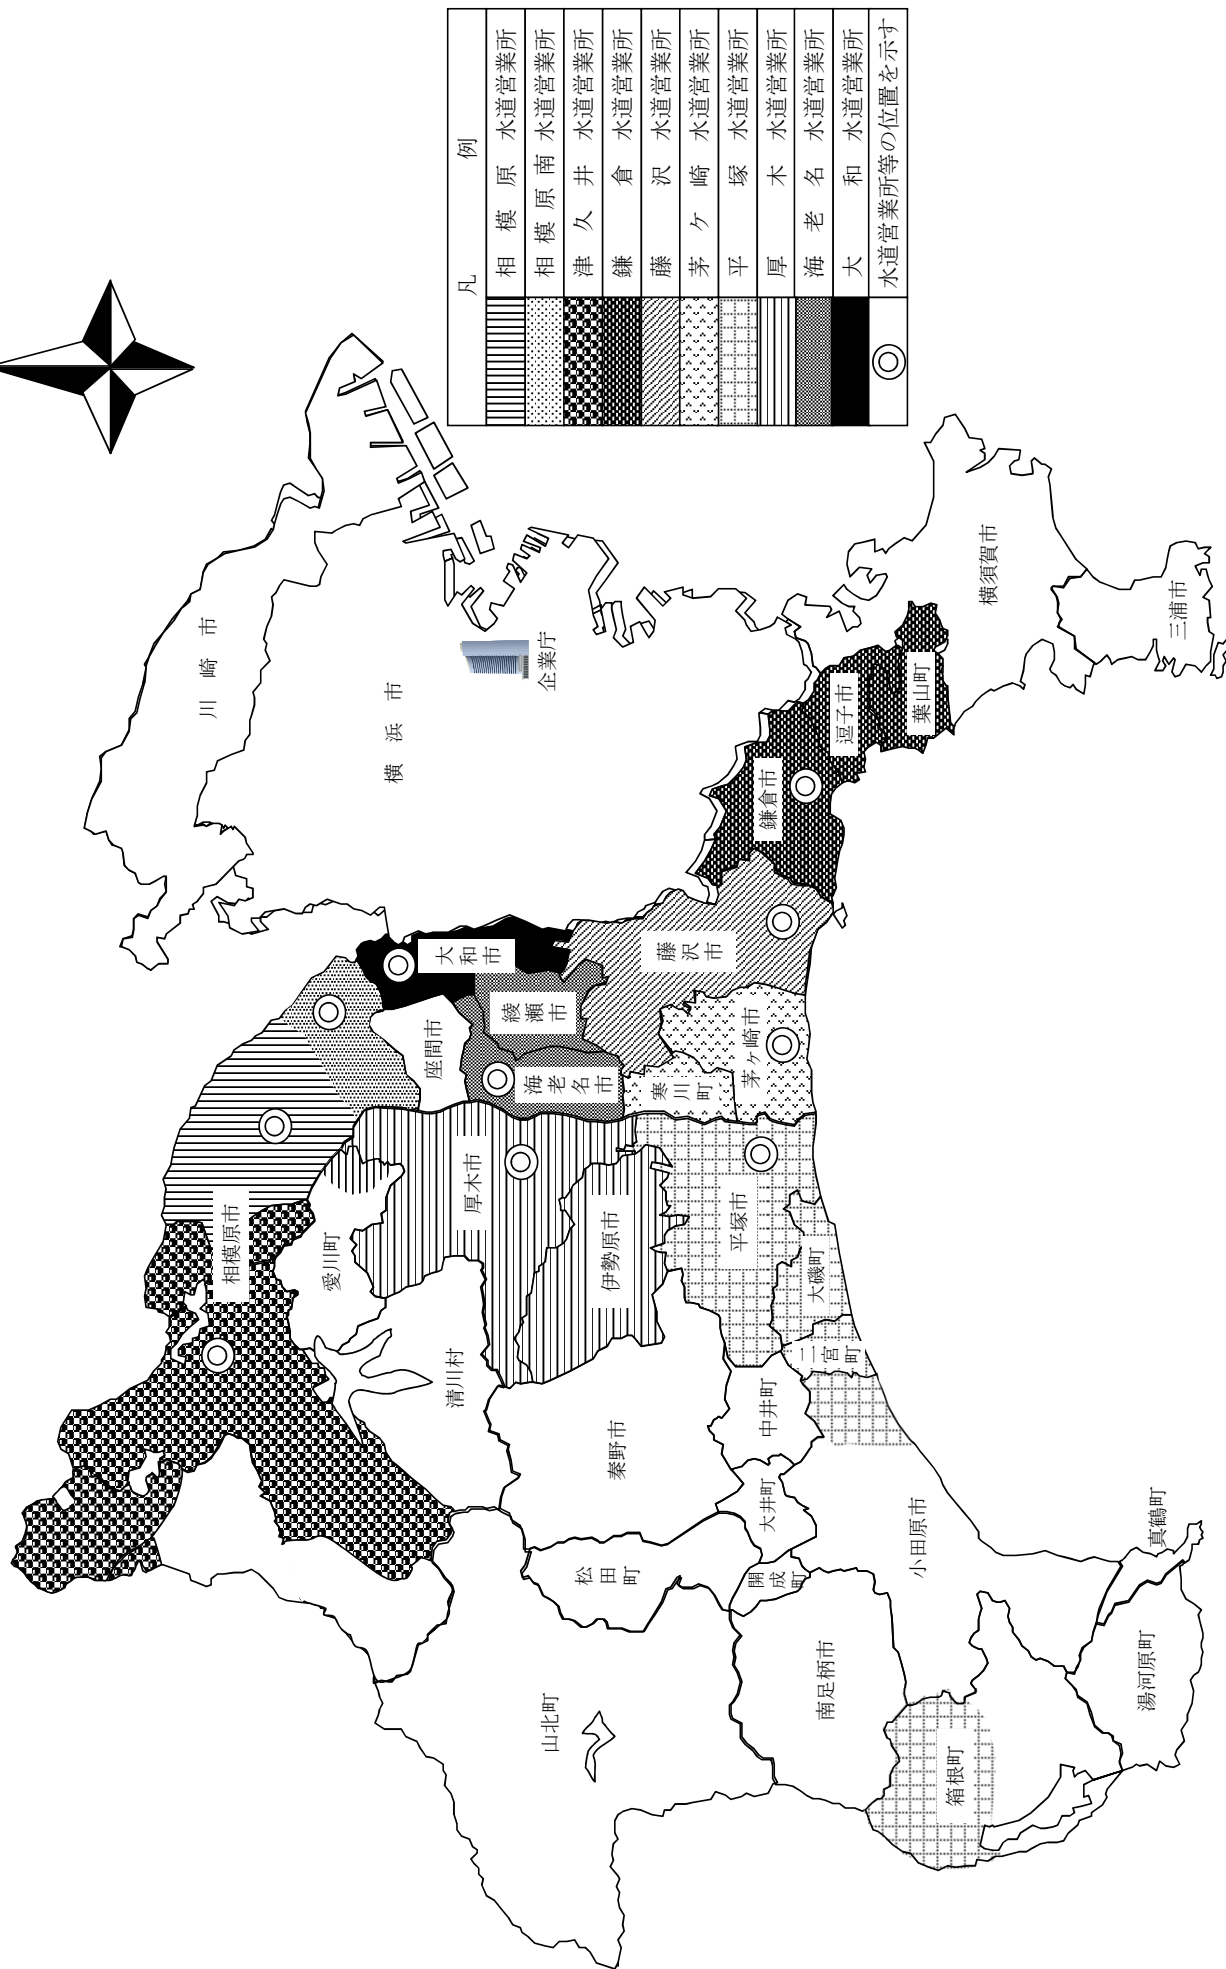 凡例
相模原 水道営業所
相模原南 水道営業所
津久井 水道営業所
鎌倉 水道営業所
藤沢 水道営業所
茅ケ崎 水道営業所
平塚 水道営業所
厚木 水道営業所
海老名 水道営業所
大和 水道営業所
水道営業所等の位置を示す
川崎市
横浜市
企業庁
横須賀市
三浦市
葉山町
逗子市
鎌倉市
藤沢市
大和市
綾瀬市
座間市
海老名市
寒川町
茅ヶ崎市
相模原市
愛川町
厚木市
伊勢原市
平塚市
大磯町
二宮町
清川村
秦野市
中井町
大井町
松田町
開成町
小田原市
真鶴町
湯河原町
南足柄市
山北町
箱根町